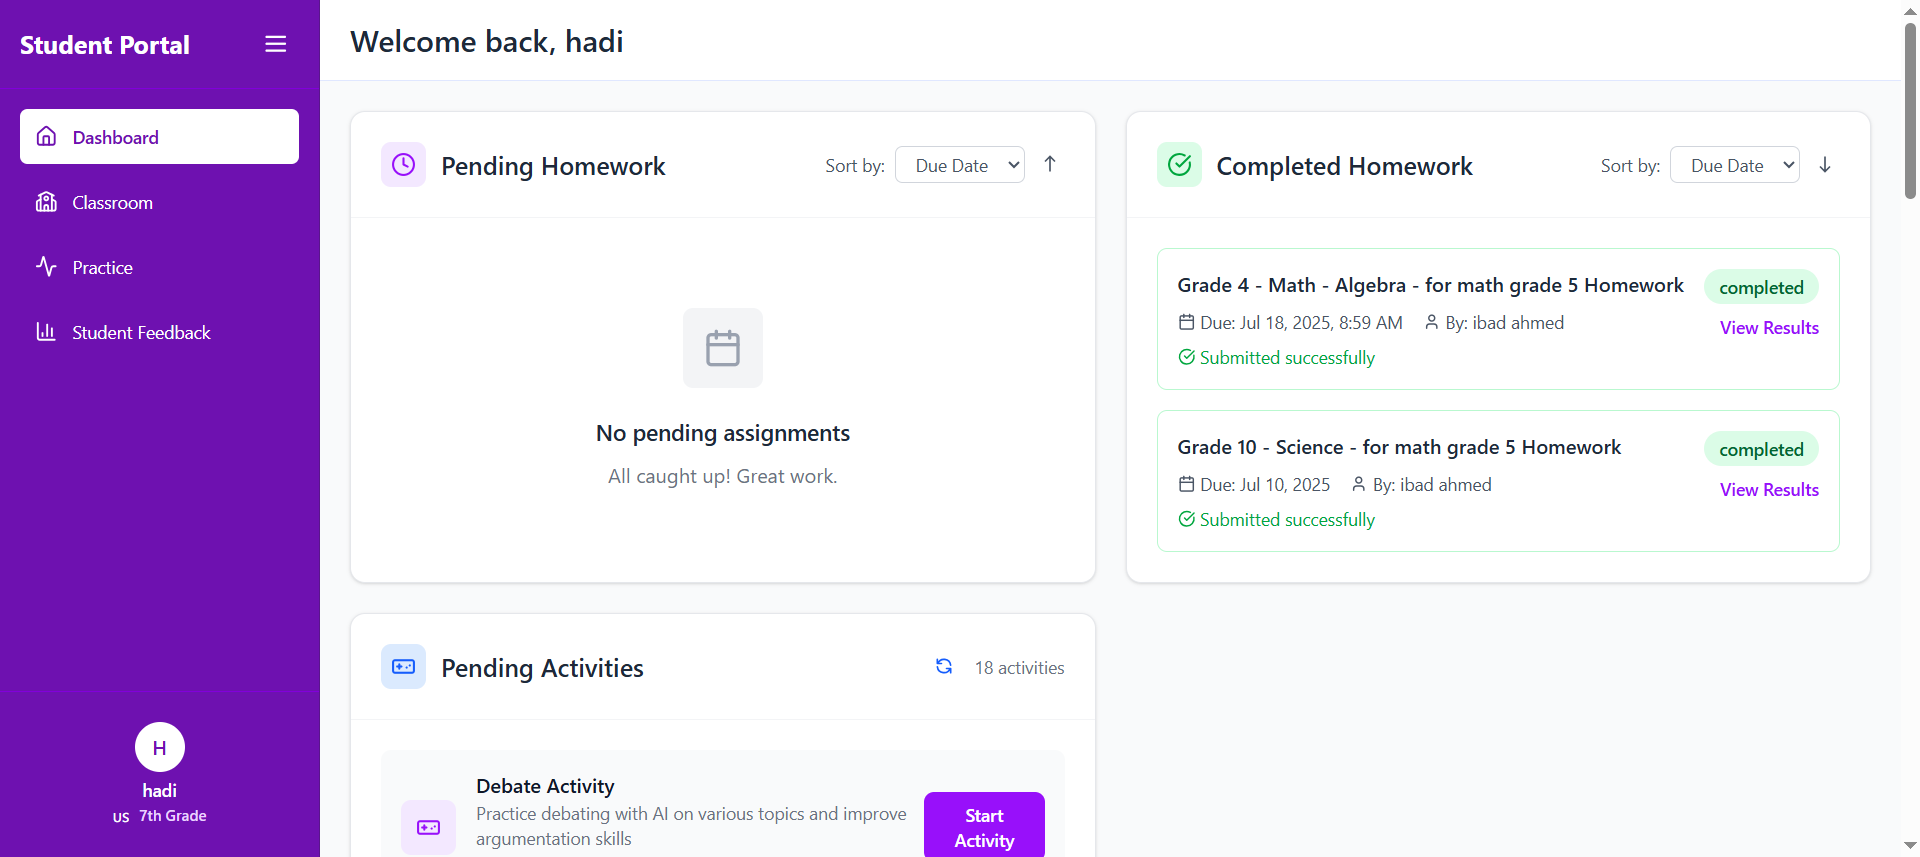 Student Portal
Dashboard
Classroom
Practice
Student Feedback
H
hadi
US 7th Grade
Welcome back, hadi
Pending Homework
Sort by: Due Date
No pending assignments
All caught up! Great work.
Completed Homework
Sort by: Due Date
Grade 4 - Math - Algebra - for math grade 5 Homework
completed
Due: Jul 18, 2025, 8:59 AM By: ibad ahmed
View Results
Submitted successfully
Grade 10 - Science - for math grade 5 Homework
completed
Due: Jul 10, 2025 By: ibad ahmed
View Results
Submitted successfully
Pending Activities
18 activities
Debate Activity
Practice debating with AI on various topics and improve
argumentation skills
Start
Activity